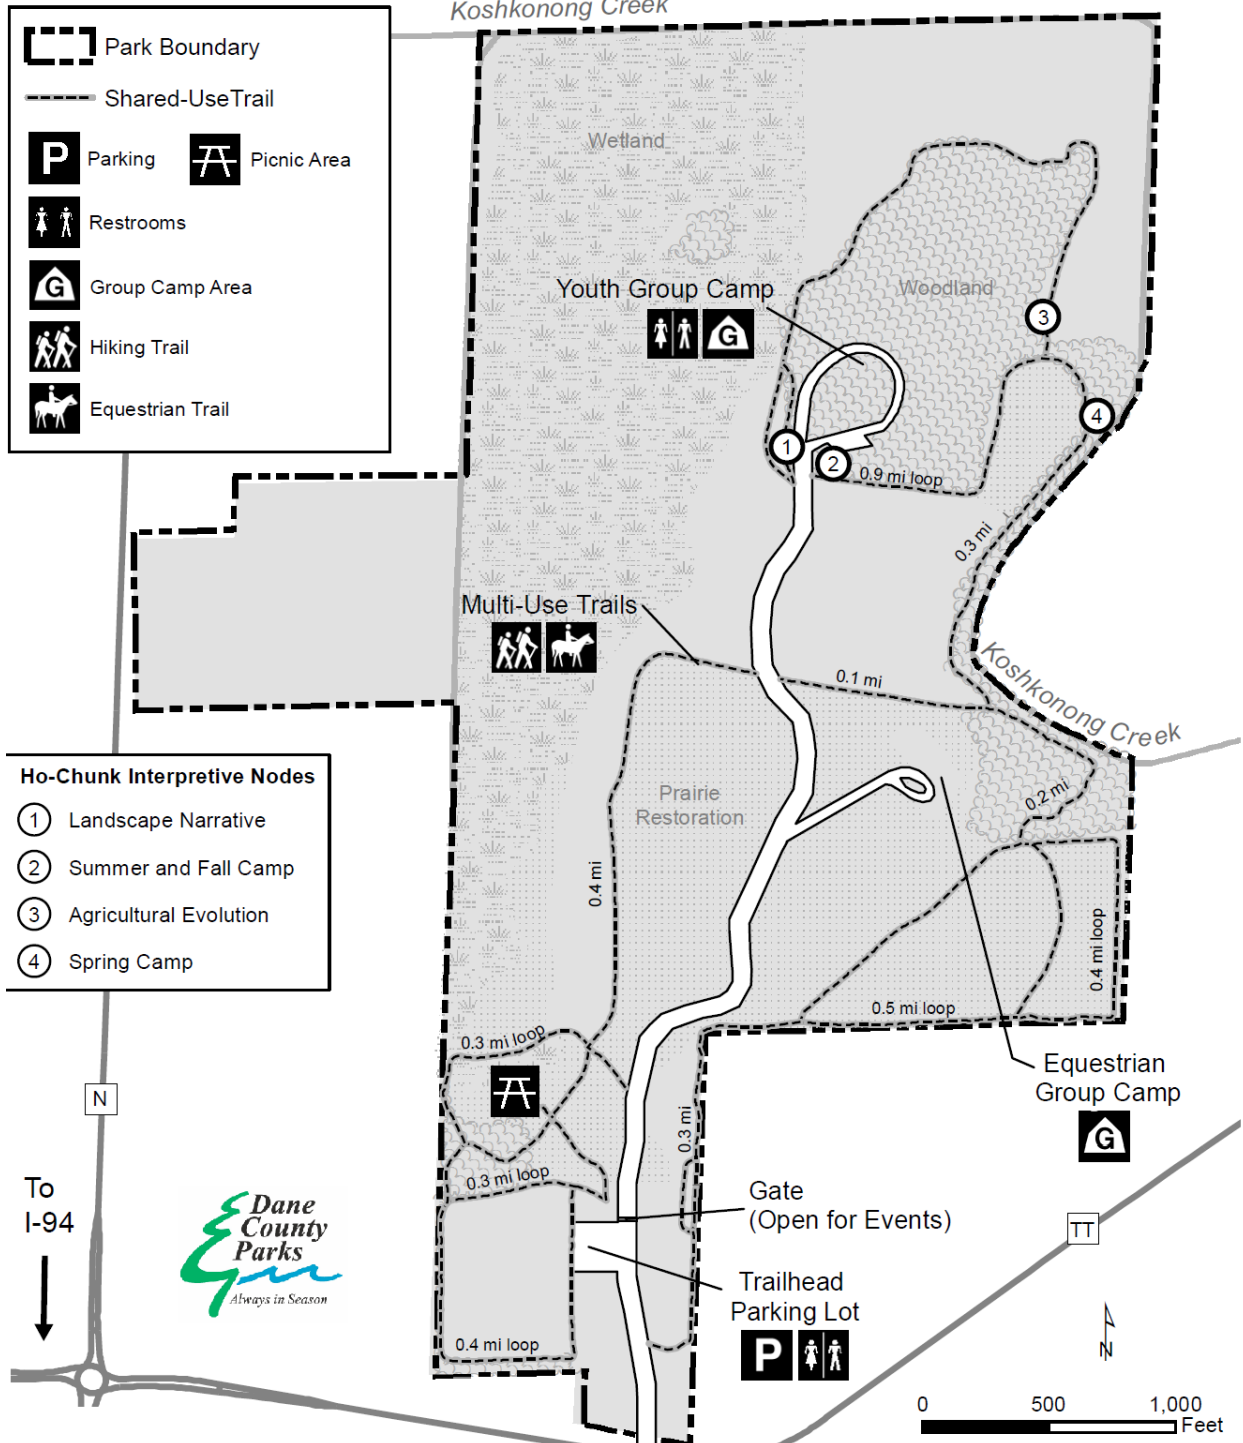 Koshkonong Creek
Park Boundary
Shared-UseTrail
P Parking
Picnic Area
Restrooms
G Group Camp Area
Hiking Trail
Equestrian Trail
Wetland
Youth Group Camp
G
Woodland
3
4
1
2
0.9 mi loop
0.3 mi
Multi-Use Trails
0.1 mi
Koshkonong Creek
Prairie
Restoration
0.2 mi
0.4 mi
0.4 mi loop
0.5 mi loop
Ho-Chunk Interpretive Nodes
1 Landscape Narrative
2 Summer and Fall Camp
3 Agricultural Evolution
4 Spring Camp
0.3 mi loop
0.3 mi
0.3 mi loop
Equestrian
Group Camp
G
N
To
I-94
Dane
County
Parks
Always in Season
Gate
(Open for Events)
TT
Trailhead
Parking Lot
P
0.4 mi loop
N
0 500 1,000
Feet